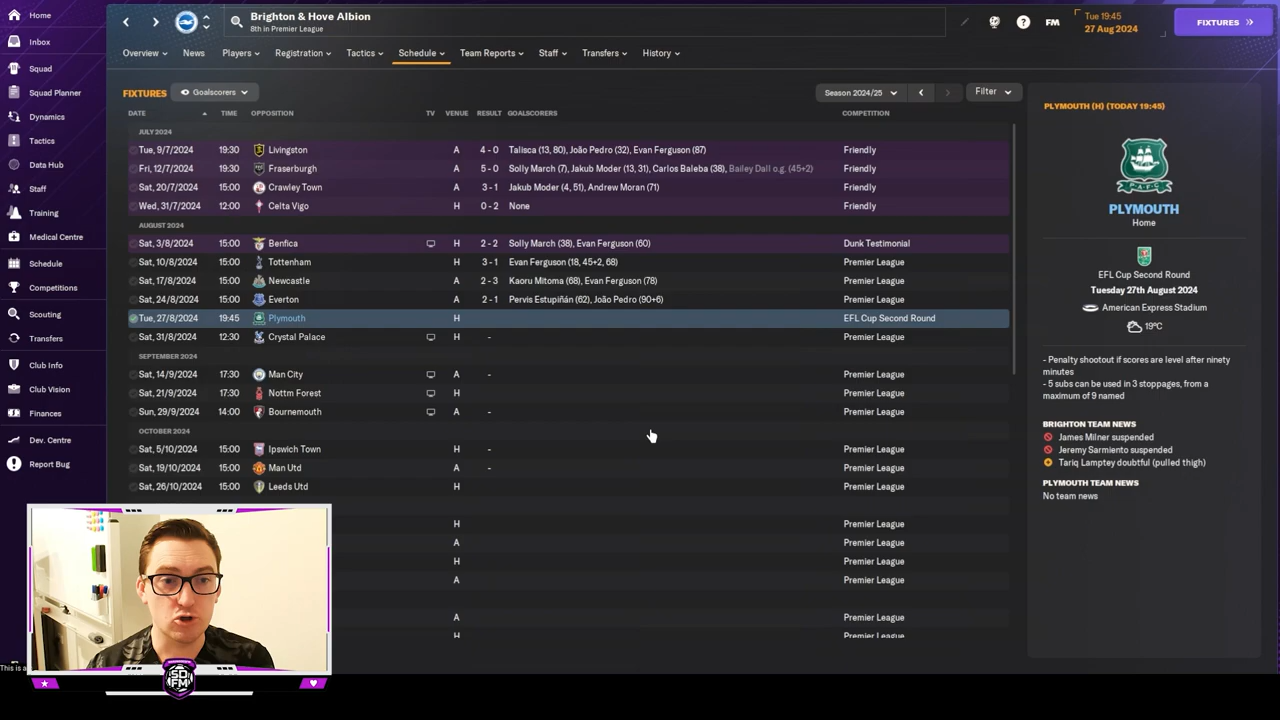 Home
Brighton & Hove Albion
8th in Premier League
FM
Tue 19:45
27 Aug 2024
FIXTURES
Inbox
Overview
News
Players
Registration
Tactics
Schedule
Team Reports
Staff
Transfers
History
Squad
Squad Planner
Dynamics
Tactics
Data Hub
Staff
Training
Medical Centre
Schedule
Competitions
Scouting
Transfers
Club Info
Club Vision
Finances
Dev. Centre
Report Bug
FIXTURES Goalscorers Season 2024/25 Filter
DATE TIME OPPOSITION TV VENUE RESULT GOALSCORERS COMPETITION
JULY 2024
Tue, 9/7/2024 19:30 Livingston A 4 - 0 Talisca (13, 80), João Pedro (32), Evan Ferguson (87) Friendly
Fri, 12/7/2024 19:30 Fraserburgh A 5 - 0 Solly March (7), Jakub Moder (13, 31), Carlos Baleba (38), Bailey Dall o.g. (45+2) Friendly
Sat, 20/7/2024 15:00 Crawley Town A 3 - 1 Jakub Moder (4, 51), Andrew Moran (71) Friendly
Wed, 31/7/2024 12:00 Celta Vigo H 0 - 2 None Friendly
AUGUST 2024
Sat, 3/8/2024 15:00 Benfica H 2 - 2 Solly March (38), Evan Ferguson (60) Dunk Testimonial
Sat, 10/8/2024 15:00 Tottenham H 3 - 1 Evan Ferguson (18, 45+2, 68) Premier League
Sat, 17/8/2024 15:00 Newcastle A 2 - 3 Kaoru Mitoma (68), Evan Ferguson (78) Premier League
Sat, 24/8/2024 15:00 Everton A 2 - 1 Pervis Estupiñán (62), João Pedro (90+6) Premier League
Tue, 27/8/2024 19:45 Plymouth H EFL Cup Second Round
Sat, 31/8/2024 12:30 Crystal Palace H - Premier League
SEPTEMBER 2024
Sat, 14/9/2024 17:30 Man City A - Premier League
Sat, 21/9/2024 17:30 Nottm Forest H - Premier League
Sun, 29/9/2024 14:00 Bournemouth A - Premier League
OCTOBER 2024
Sat, 5/10/2024 15:00 Ipswich Town H - Premier League
Sat, 19/10/2024 15:00 Man Utd A - Premier League
Sat, 26/10/2024 15:00 Leeds Utd H Premier League
H Premier League
A Premier League
H Premier League
A Premier League
A Premier League
H Premier League
PLYMOUTH (H) (TODAY 19:45)
P.A.F.C
PLYMOUTH
Home
EFL Cup Second Round
Tuesday 27th August 2024
American Express Stadium
19ºC
- Penalty shootout if scores are level after ninety
minutes
- 5 subs can be used in 3 stoppages, from a
maximum of 9 named
BRIGHTON TEAM NEWS
James Milner suspended
Jeremy Sarmiento suspended
Tariq Lamptey doubtful (pulled thigh)
PLYMOUTH TEAM NEWS
No team news
This is a
SD
FM